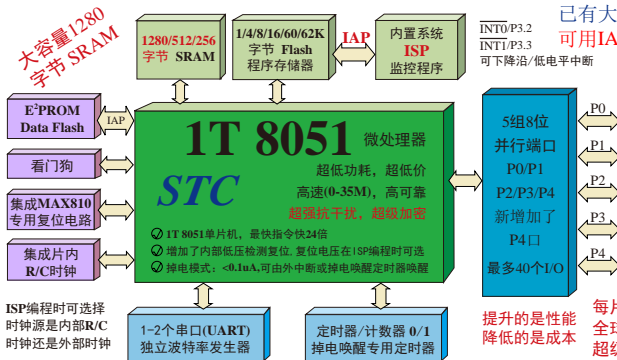 大容量1280
字节 SRAM
1280/512/256
字节 SRAM
1/4/8/16/60/62K
字节 Flash
程序存储器
IAP
内置系统
ISP
监控程序
INT0/P3.2
INT1/P3.3
可下降沿/低电平中断
已有大
可用IA
E²PROM
Data Flash
IAP
看门狗
集成MAX810
专用复位电路
集成片内
R/C时钟
1T 8051 微处理器
STC
超低功耗，超低价
高速(0-35M)，高可靠
超强抗干扰，超级加密
1T 8051单片机，最快指令快24倍
增加了内部低压检测复位,复位电压在ISP编程时可选
掉电模式：<0.1uA,可由外中断或掉电唤醒定时器唤醒
5组8位
并行端口
P0/P1
P2/P3/P4
新增加了
P4口
最多40个I/O
P0
P1
P2
P3
P4
ISP编程时可选择
时钟源是内部R/C
时钟还是外部时钟
1-2个串口(UART)
独立波特率发生器
定时器/计数器 0/1
掉电唤醒专用定时器
提升的是性能
降低的是成本
每片
全球
超级